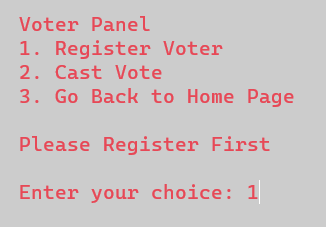 Voter Panel
1. Register Voter
2. Cast Vote
3. Go Back to Home Page
Please Register First
Enter your choice: 1